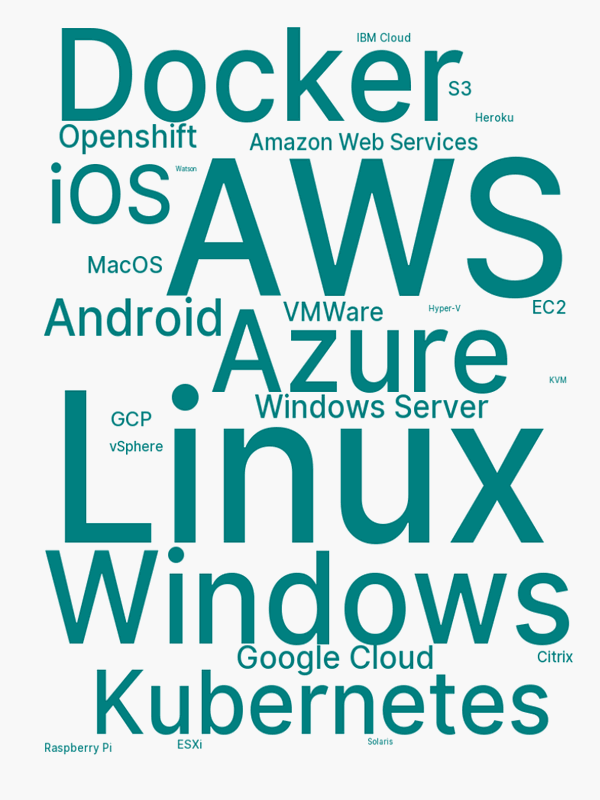 Docker
IBM Cloud
S3
Heroku
Openshift
Amazon Web Services
iOS
Watson
AWS
MacOS
Android
VMWare
Hyper-V
EC2
Azure
KVM
Windows Server
GCP
vSphere
Linux
Windows
Google Cloud
Citrix
Kubernetes
Raspberry Pi
ESXi
Solaris